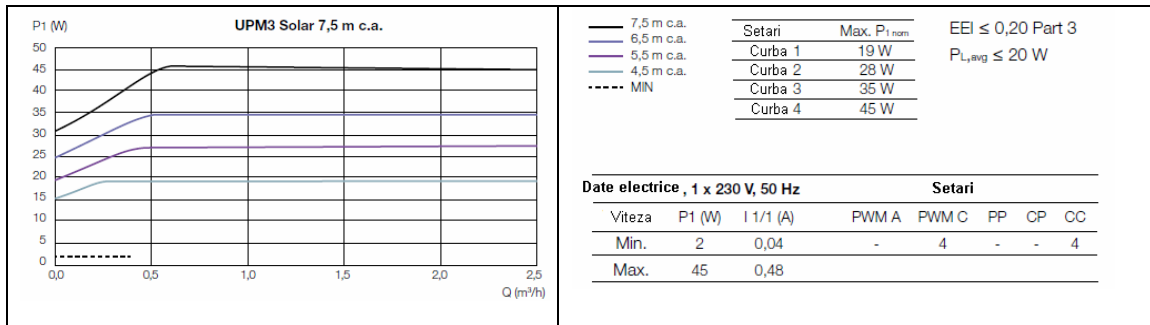 P1 (W)
UPM3 Solar 7,5 m c.a.
50
45
40
35
30
25
20
15
10
5
0
0,0 0,5 1,0 1,5 2,0 2,5
Q (m³/h)
7,5 m c.a.
6,5 m c.a.
5,5 m c.a.
4,5 m c.a.
MIN
Setari Max. P1 nom
Curba 1 19 W
Curba 2 28 W
Curba 3 35 W
Curba 4 45 W
EEI ≤ 0,20 Part 3
PL,avg ≤ 20 W
Date electrice , 1 x 230 V, 50 Hz Setari
Viteza P1 (W) I 1/1 (A) PWM A PWM C PP CP CC
Min. 2 0,04 - 4 - - 4
Max. 45 0,48